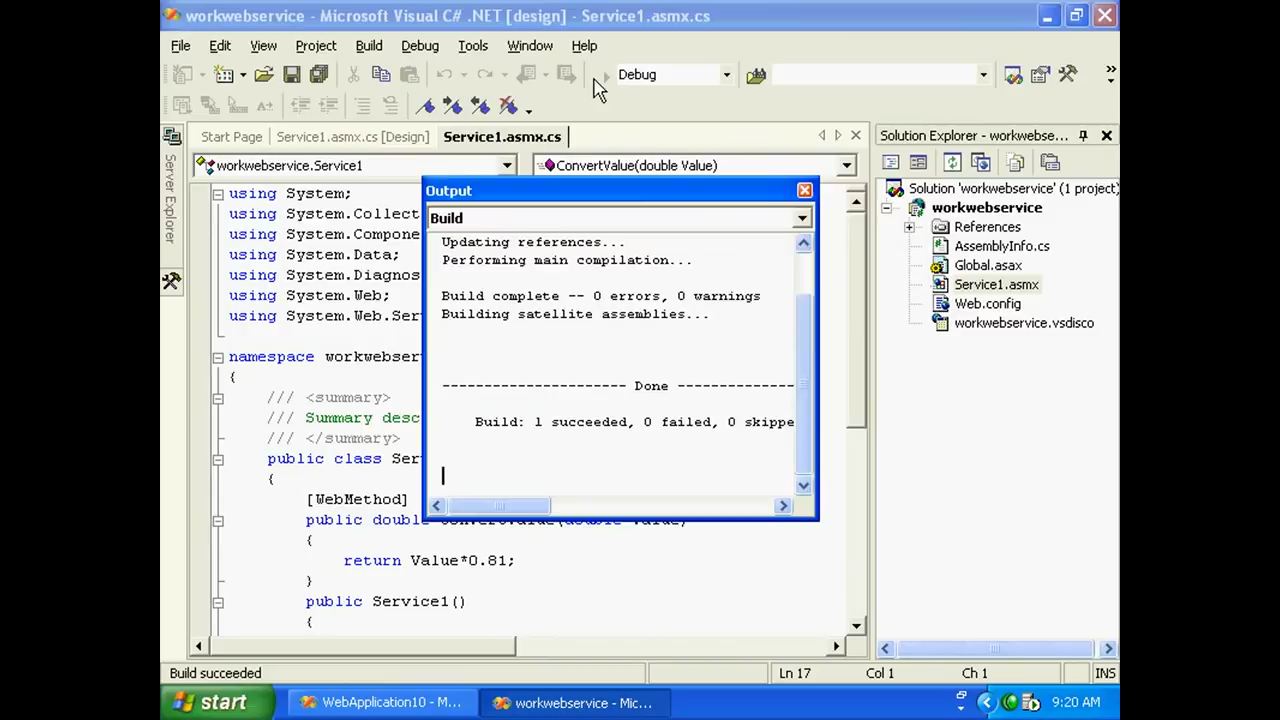 workwebservice - Microsoft Visual C# .NET [design] - Service1.asmx.cs
File Edit View Project Build Debug Tools Window Help
Debug
Start Page Service1.asmx.cs [Design] Service1.asmx.cs
workwebservice.Service1 ConvertValue(double Value)
Server Explorer
using System;
using System.Collect
using System.Compone
using System.Data;
using System.Diagnos
using System.Web;
using System.Web.Ser
namespace workwebserv
{
/// <summary>
/// Summary desc
/// </summary>
public class Ser
{
[WebMethod]
public double
{
return Value*0.81;
}
public Service1()
{
Output
Build
Updating references...
Performing main compilation...
Build complete -- 0 errors, 0 warnings
Building satellite assemblies...
---------------------- Done --------------
Build: 1 succeeded, 0 failed, 0 skippe
Solution Explorer - workwebse...
Solution 'workwebservice' (1 project)
workwebservice
References
AssemblyInfo.cs
Global.asax
Service1.asmx
Web.config
workwebservice.vsdisco
Build succeeded Ln 17 Col 1 Ch 1 INS
start WebApplication10 - M... workwebservice - Mic... 9:20 AM